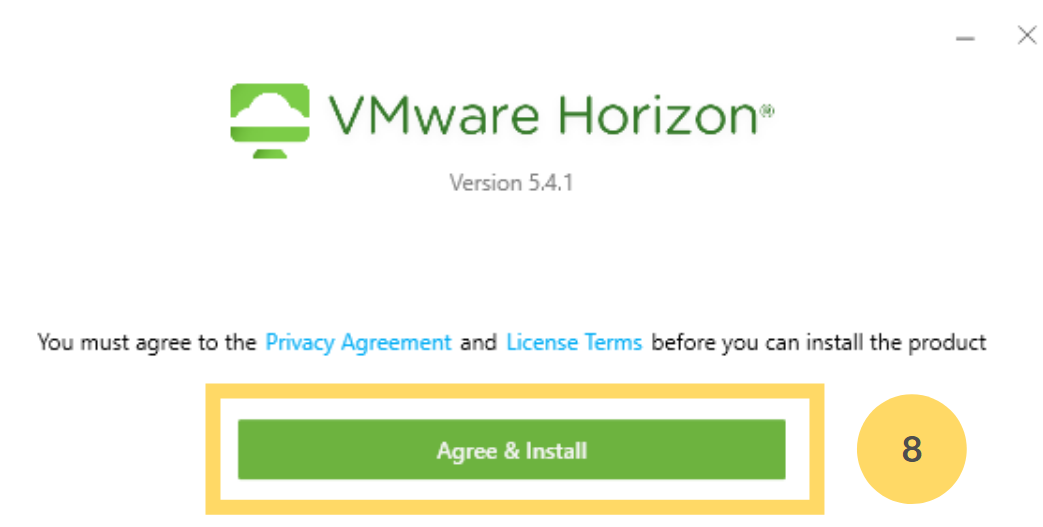 VMware Horizon®
Version 5.4.1
You must agree to the Privacy Agreement and License Terms before you can install the product
Agree & Install
8